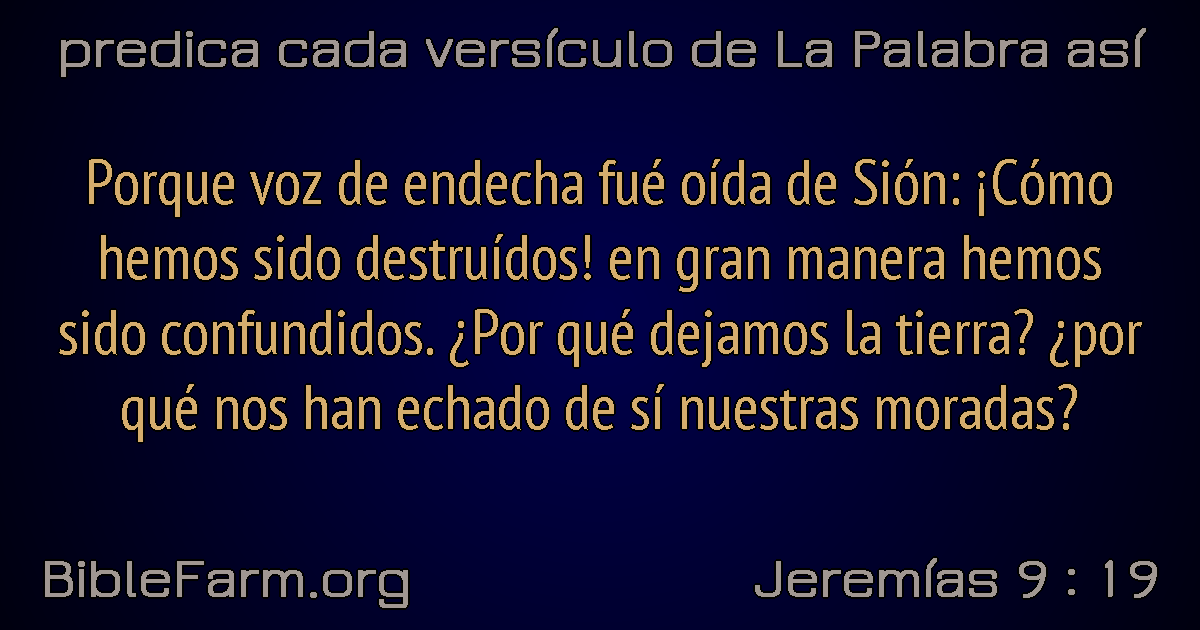 predica cada versículo de La Palabra así
Porque voz de endecha fué oída de Sión: ¡Cómo
hemos sido destruídos! en gran manera hemos
sido confundidos. ¿Por qué dejamos la tierra? ¿por
qué nos han echado de sí nuestras moradas?
BibleFarm.org
Jeremías 9 : 19